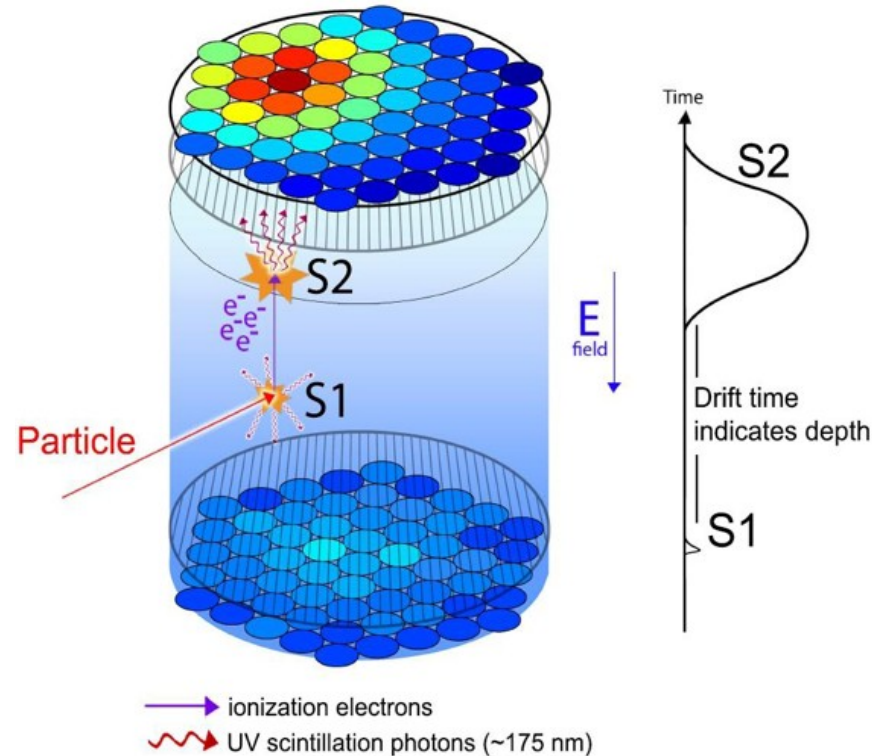 Time
S2
S2
e⁻
e⁻e⁻
e⁻e⁻
E
field
S1
Drift time
indicates depth
Particle
S1
ionization electrons
UV scintillation photons (~175 nm)